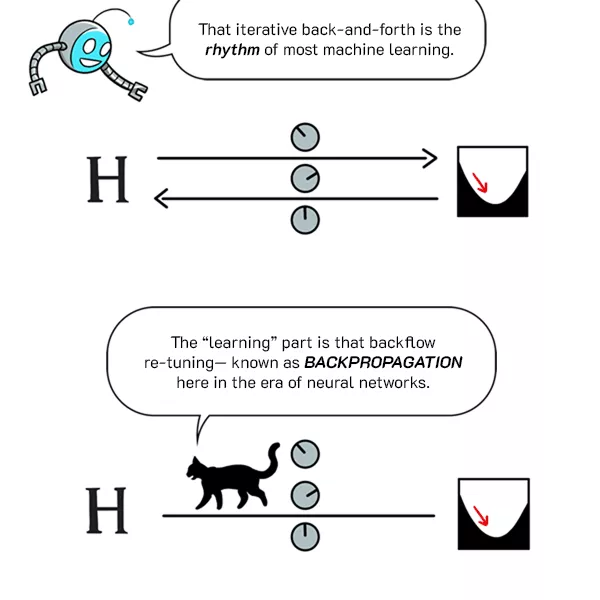 That iterative back-and-forth is the
rhythm of most machine learning.
H
The “learning” part is that backflow
re-tuning— known as BACKPROPAGATION
here in the era of neural networks.
H